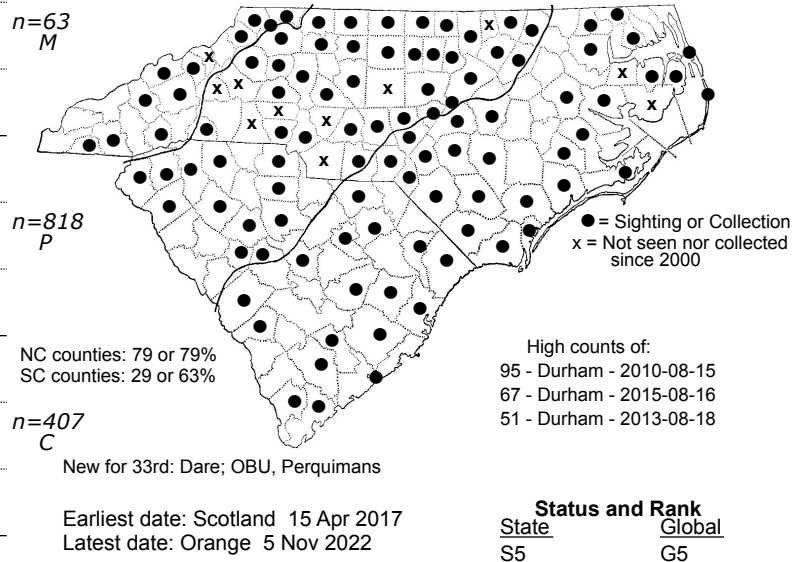 n=63
M
n=818
P
● = Sighting or Collection
x = Not seen nor collected
since 2000
NC counties: 79 or 79%
SC counties: 29 or 63%
High counts of:
95 - Durham - 2010-08-15
67 - Durham - 2015-08-16
51 - Durham - 2013-08-18
n=407
C
New for 33rd: Dare; OBU, Perquimans
Earliest date: Scotland 15 Apr 2017
Latest date: Orange 5 Nov 2022
Status and Rank
State Global
S5 G5